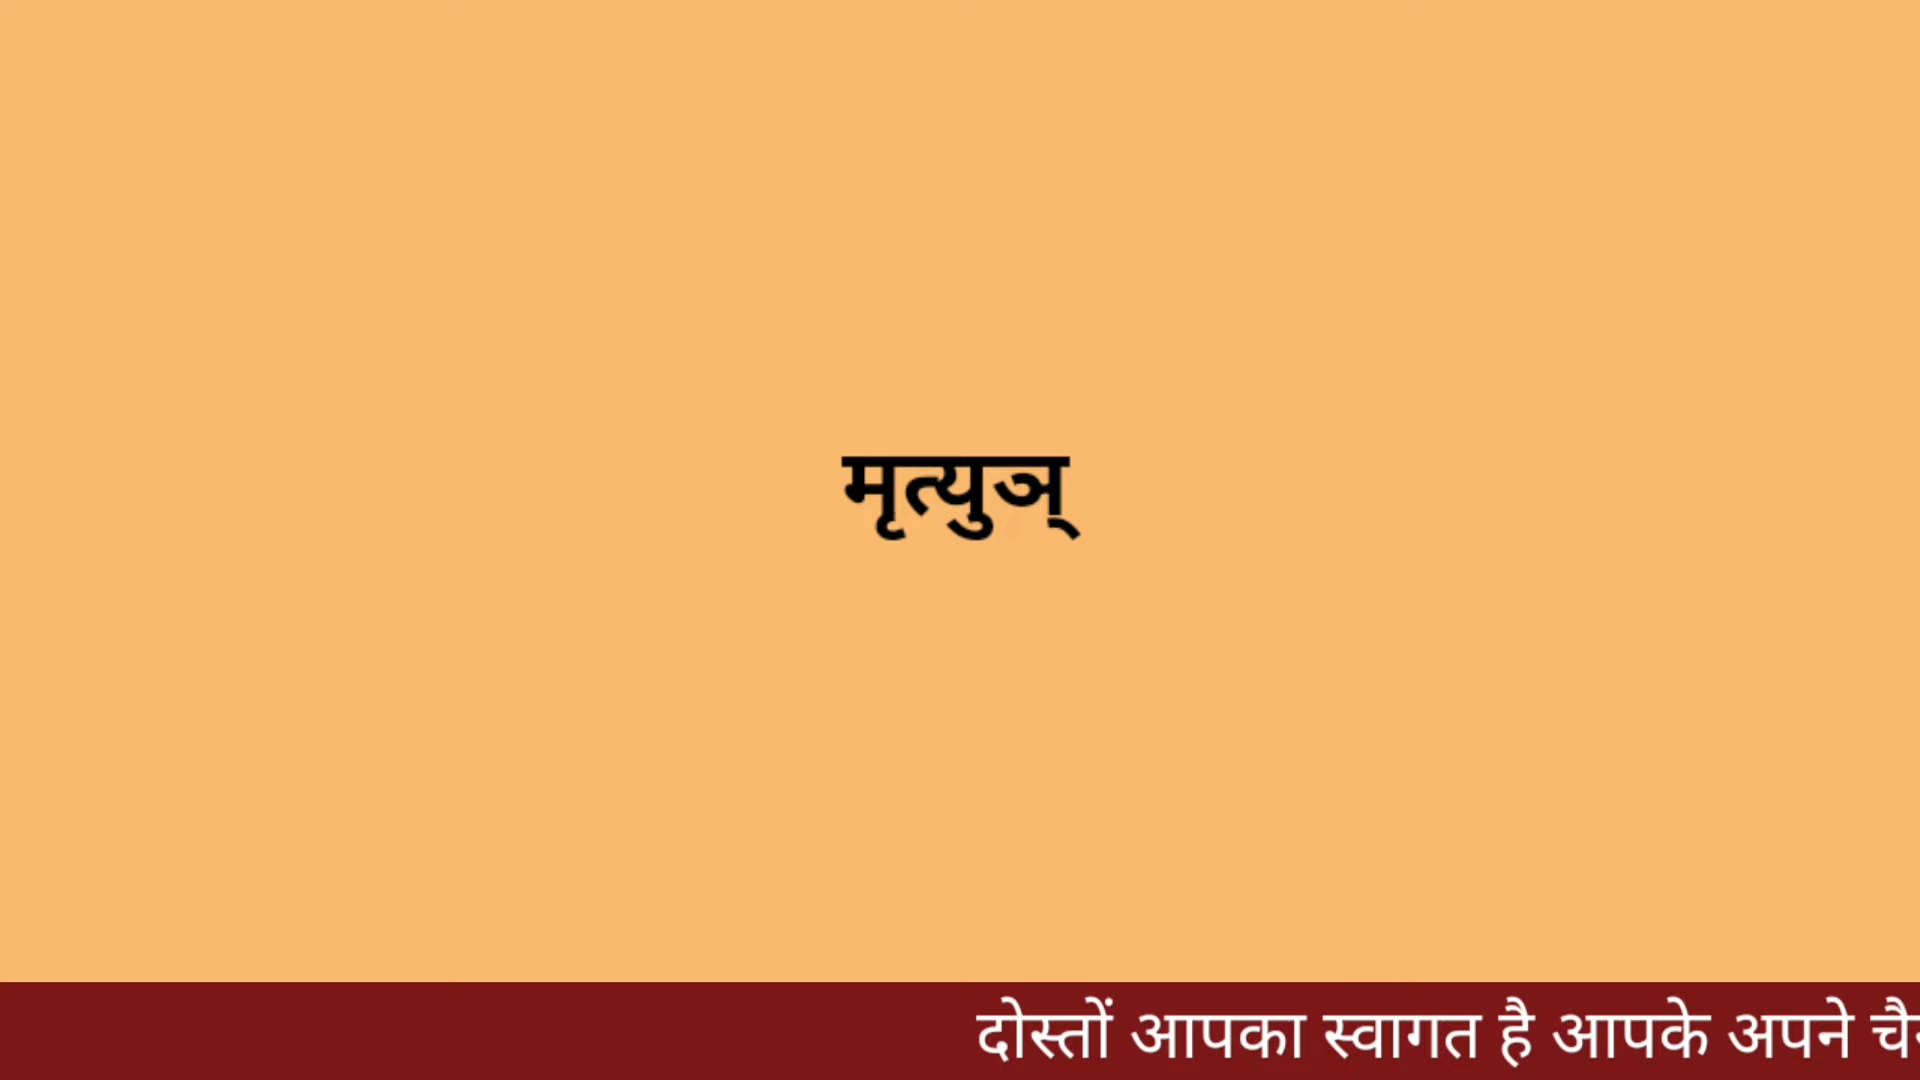 मृत्युञ्
दोस्तों आपका स्वागत है आपके अपने